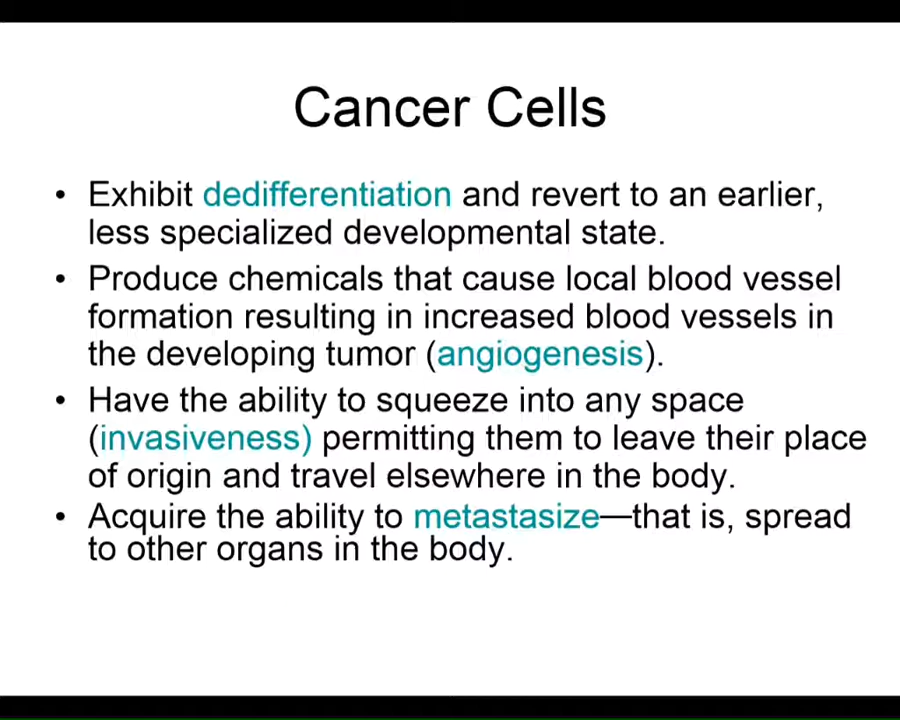 Cancer Cells
• Exhibit dedifferentiation and revert to an earlier,
less specialized developmental state.
• Produce chemicals that cause local blood vessel
formation resulting in increased blood vessels in
the developing tumor (angiogenesis).
• Have the ability to squeeze into any space
(invasiveness) permitting them to leave their place
of origin and travel elsewhere in the body.
• Acquire the ability to metastasize—that is, spread
to other organs in the body.